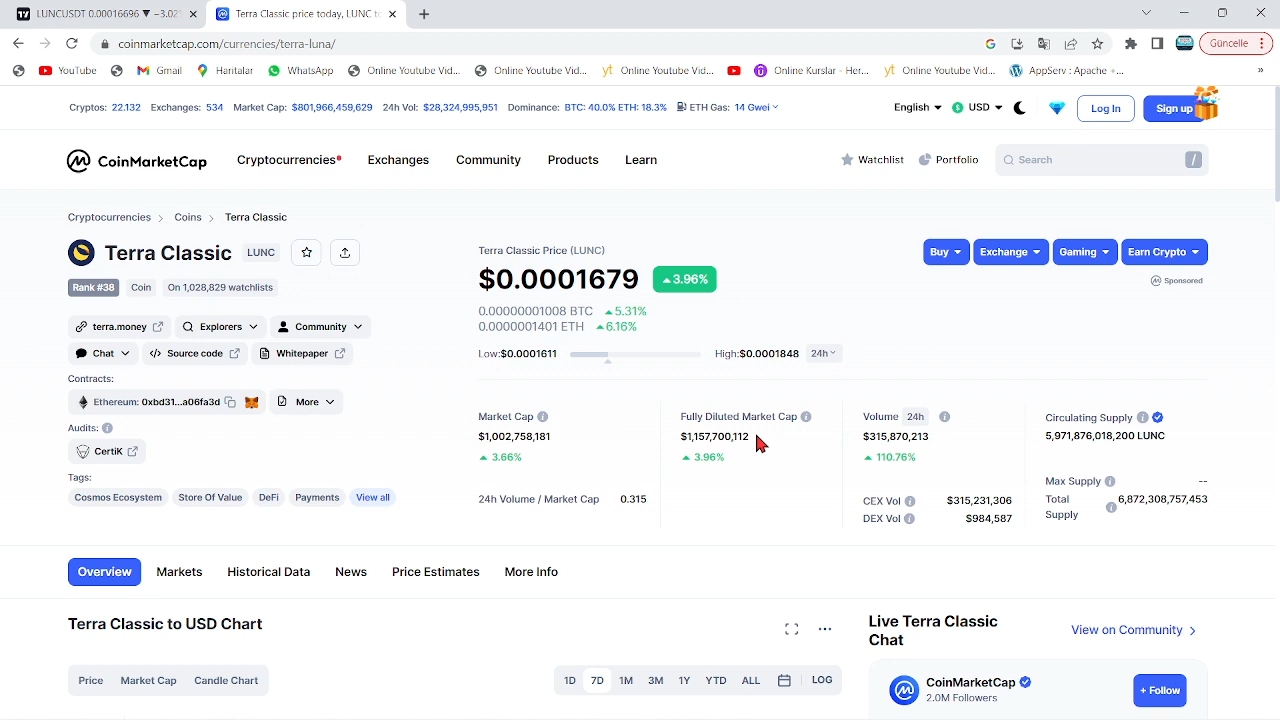 LUNCUSDT 0.00016696 ▼ −3.02
Terra Classic price today, LUNC to
coinmarketcap.com/currencies/terra-luna/
Güncelle
YouTube
Gmail
Haritalar
WhatsApp
Online Youtube Vid...
Online Youtube Vid...
yt Online Youtube Vid...
Online Kurslar - Her...
yt Online Youtube Vid...
AppServ : Apache +...
»
Cryptos: 22.132 Exchanges: 534 Market Cap: $801,966,459,629 24h Vol: $28,324,995,951 Dominance: BTC: 40.0% ETH: 18.3% ETH Gas: 14 Gwei
English USD Log In Sign up
CoinMarketCap Cryptocurrencies Exchanges Community Products Learn
Watchlist Portfolio Search /
Cryptocurrencies > Coins > Terra Classic
Terra Classic LUNC
Rank #38 Coin On 1,028,829 watchlists
terra.money Explorers Community
Chat Source code Whitepaper
Contracts:
Ethereum: 0xbd31...a06fa3d More
Audits:
CertiK
Tags:
Cosmos Ecosystem Store Of Value DeFi Payments View all
Terra Classic Price (LUNC)
$0.0001679 3.96%
0.00000001008 BTC 5.31%
0.0000001401 ETH 6.16%
Low:$0.0001611 High:$0.0001848 24h
Buy Exchange Gaming Earn Crypto
Sponsored
Market Cap
$1,002,758,181
3.66%
24h Volume / Market Cap 0.315
Fully Diluted Market Cap
$1,157,700,112
3.96%
Volume 24h
$315,870,213
110.76%
CEX Vol $315,231,306
DEX Vol $984,587
Circulating Supply
5,971,876,018,200 LUNC
Max Supply --
Total Supply 6,872,308,757,453
Overview Markets Historical Data News Price Estimates More Info
Terra Classic to USD Chart
Price Market Cap Candle Chart
1D 7D 1M 3M 1Y YTD ALL LOG
Live Terra Classic
Chat
View on Community >
CoinMarketCap
2.0M Followers
+ Follow